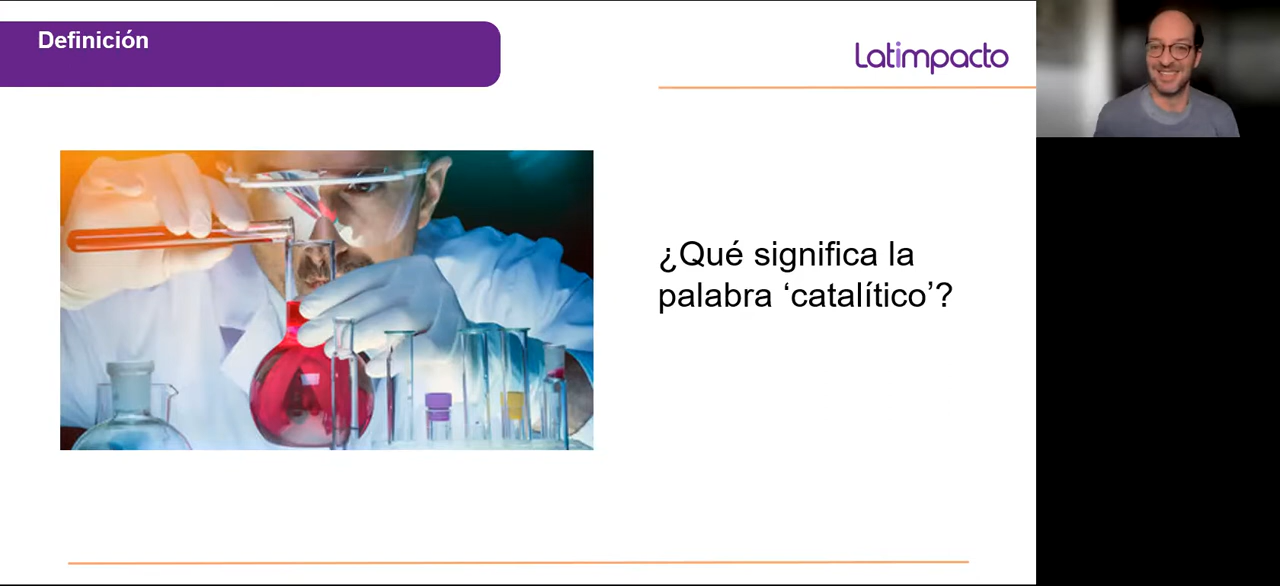 Definición
Latimpacto
¿Qué significa la
palabra ‘catalítico’?